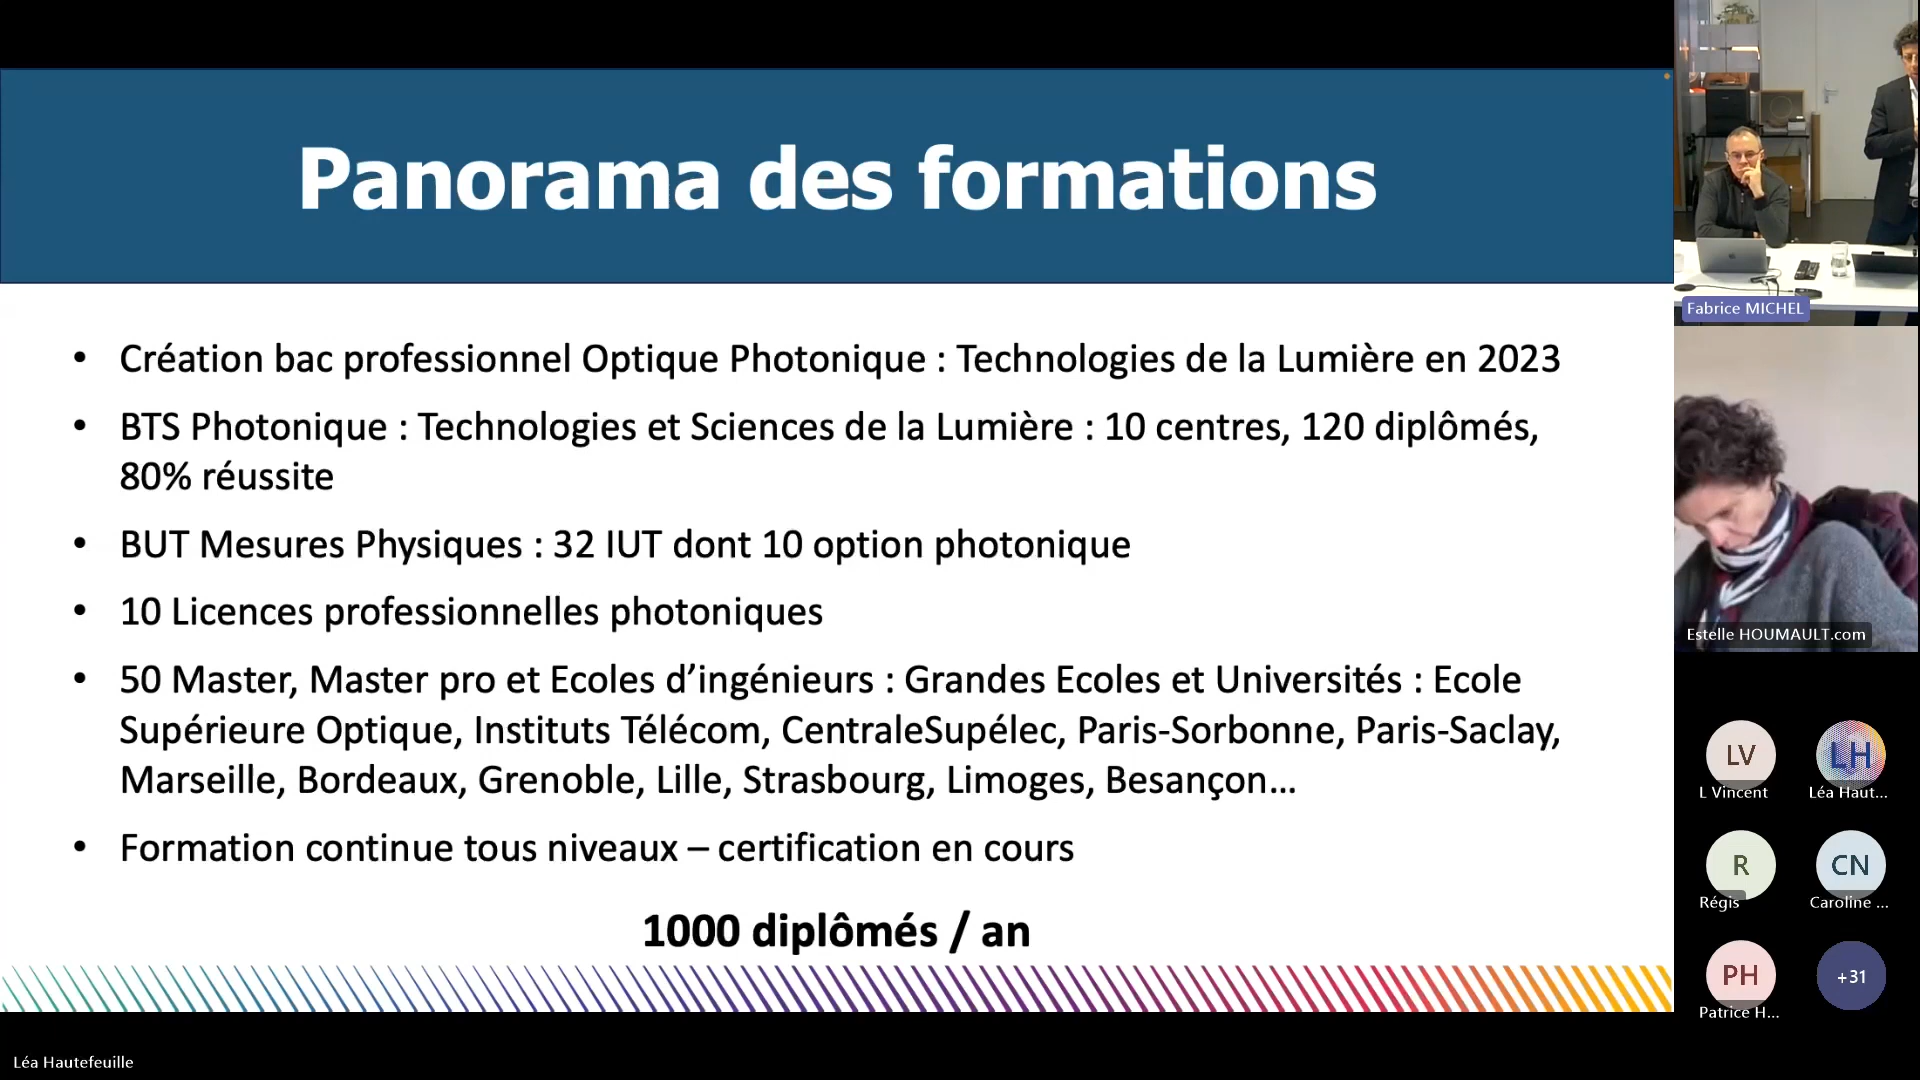 Panorama des formations
• Création bac professionnel Optique Photonique : Technologies de la Lumière en 2023
• BTS Photonique : Technologies et Sciences de la Lumière : 10 centres, 120 diplômés,
80% réussite
• BUT Mesures Physiques : 32 IUT dont 10 option photonique
• 10 Licences professionnelles photoniques
• 50 Master, Master pro et Ecoles d’ingénieurs : Grandes Ecoles et Universités : Ecole
Supérieure Optique, Instituts Télécom, CentraleSupélec, Paris-Sorbonne, Paris-Saclay,
Marseille, Bordeaux, Grenoble, Lille, Strasbourg, Limoges, Besançon…
• Formation continue tous niveaux – certification en cours
1000 diplômés / an
Léa Hautefeuille
Fabrice MICHEL
Estelle HOUMAULT.com
LV
L Vincent
LH
Léa Haut...
R
Régis
CN
Caroline ...
PH
Patrice H...
+31